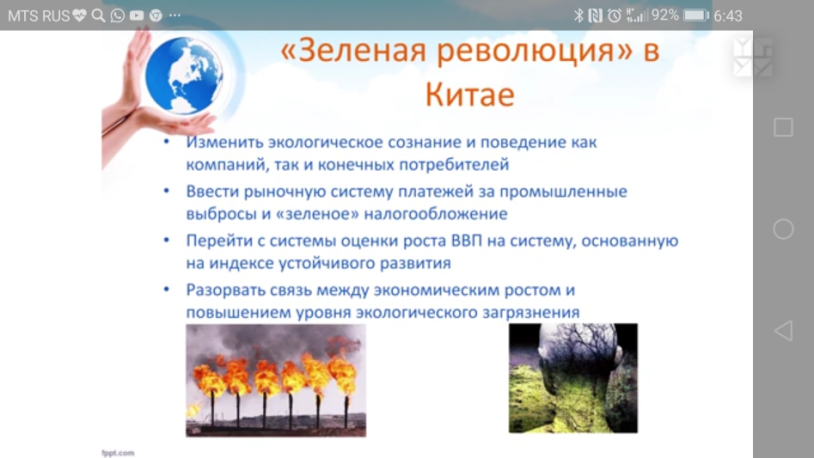 MTS RUS
92%
6:43
«Зеленая революция» в
Китае
• Изменить экологическое сознание и поведение как
компаний, так и конечных потребителей
• Ввести рыночную систему платежей за промышленные
выбросы и «зеленое» налогообложение
• Перейти с системы оценки роста ВВП на систему, основанную
на индексе устойчивого развития
• Разорвать связь между экономическим ростом и
повышением уровня экологического загрязнения
fppt.com